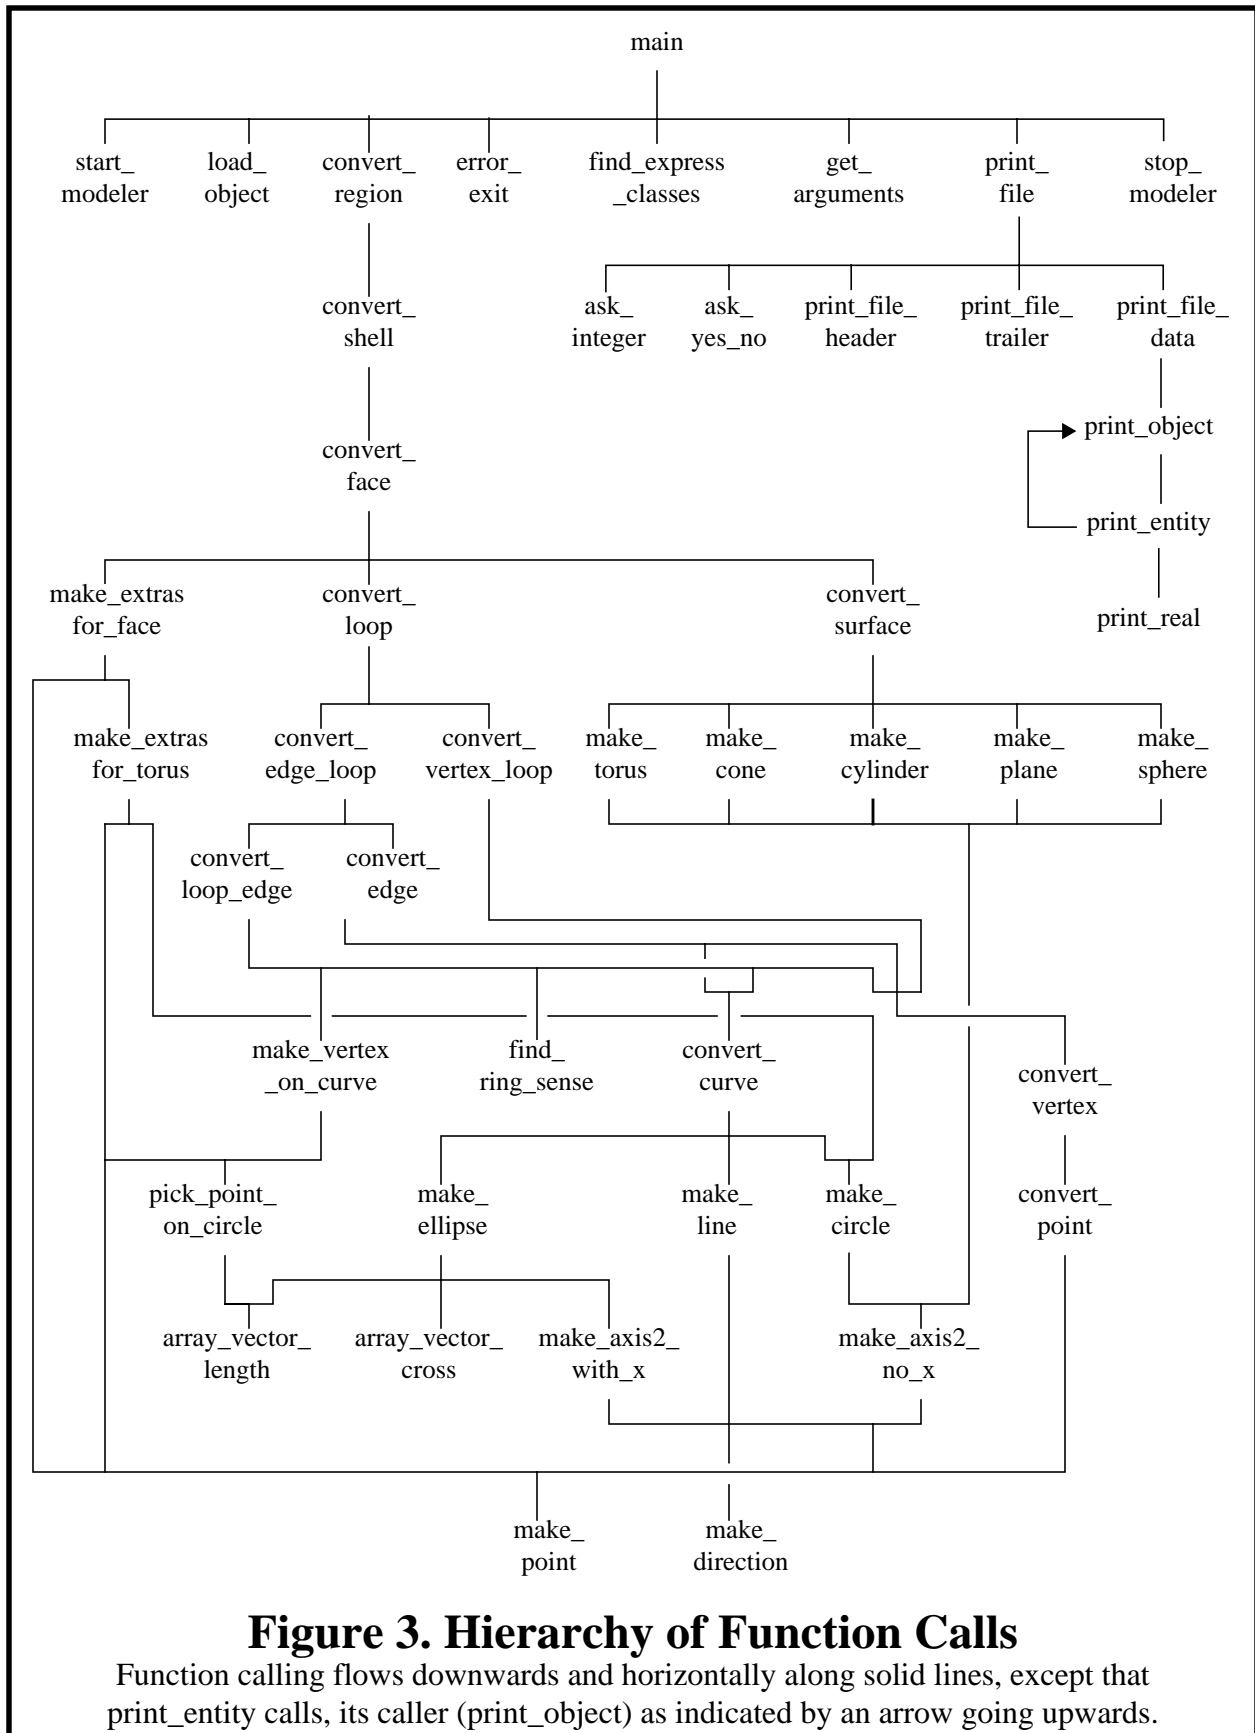 main
start_
modeler
load_
object
convert_
region
error_
exit
find_express
_classes
get_
arguments
print_
file
stop_
modeler
convert_
shell
ask_
integer
ask_
yes_no
print_file_
header
print_file_
trailer
print_file_
data
print_object
convert_
face
print_entity
make_extras
for_face
convert_
loop
convert_
surface
print_real
make_extras
for_torus
convert_
edge_loop
convert_
vertex_loop
make_
torus
make_
cone
make_
cylinder
make_
plane
make_
sphere
convert_
loop_edge
convert_
edge
make_vertex
_on_curve
find_
ring_sense
convert_
curve
convert_
vertex
pick_point_
on_circle
make_
ellipse
make_
line
make_
circle
convert_
point
array_vector_
length
array_vector_
cross
make_axis2_
with_x
make_axis2_
no_x
make_
point
make_
direction
Figure 3. Hierarchy of Function Calls
Function calling flows downwards and horizontally along solid lines, except that
print_entity calls, its caller (print_object) as indicated by an arrow going upwards.